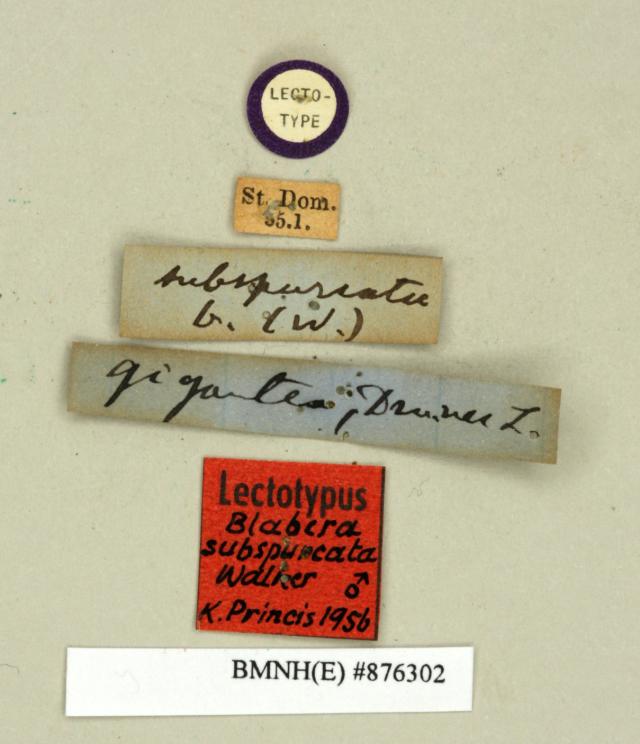 LECTO-
TYPE
St. Dom.
55.1.
subspurcata
b. (W.)
gigantea, L.
Lectotypus
Blabera
subspurcata
Walker ♂
K. Princis 1956
BMNH(E) #876302